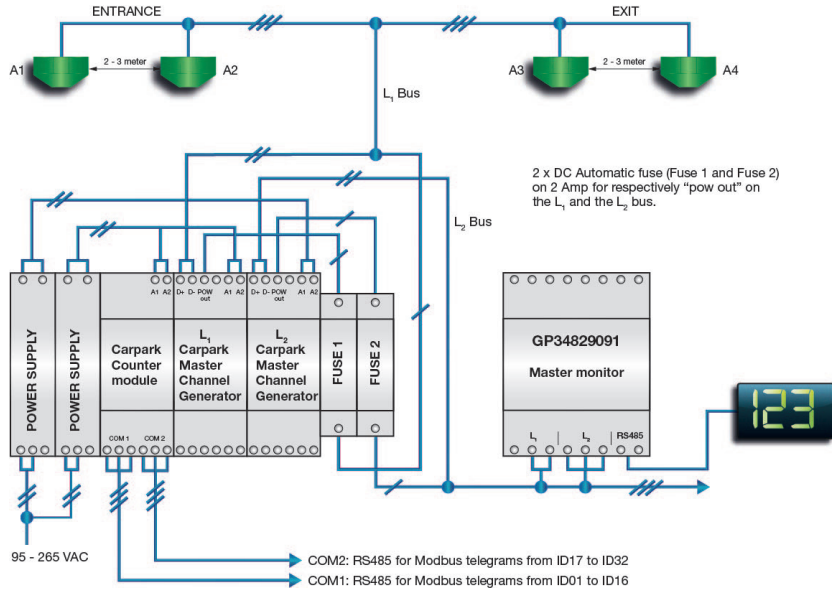 ENTRANCE
EXIT
A1
2 - 3 meter
A2
A3
2 - 3 meter
A4
L₁ Bus
2 x DC Automatic fuse (Fuse 1 and Fuse 2)
on 2 Amp for respectively “pow out” on
the L₁ and the L₂ bus.
L₂ Bus
A1 A2
D+ D- POW out A1 A2
D+ D- POW out A1 A2
POWER SUPPLY
POWER SUPPLY
Carpark
Counter
module
L₁
Carpark
Master
Channel
Generator
L₂
Carpark
Master
Channel
Generator
FUSE 1
FUSE 2
GP34829091
Master monitor
123
COM 1 COM 2
L₁ L₂ RS485
95 - 265 VAC
COM2: RS485 for Modbus telegrams from ID17 to ID32
COM1: RS485 for Modbus telegrams from ID01 to ID16